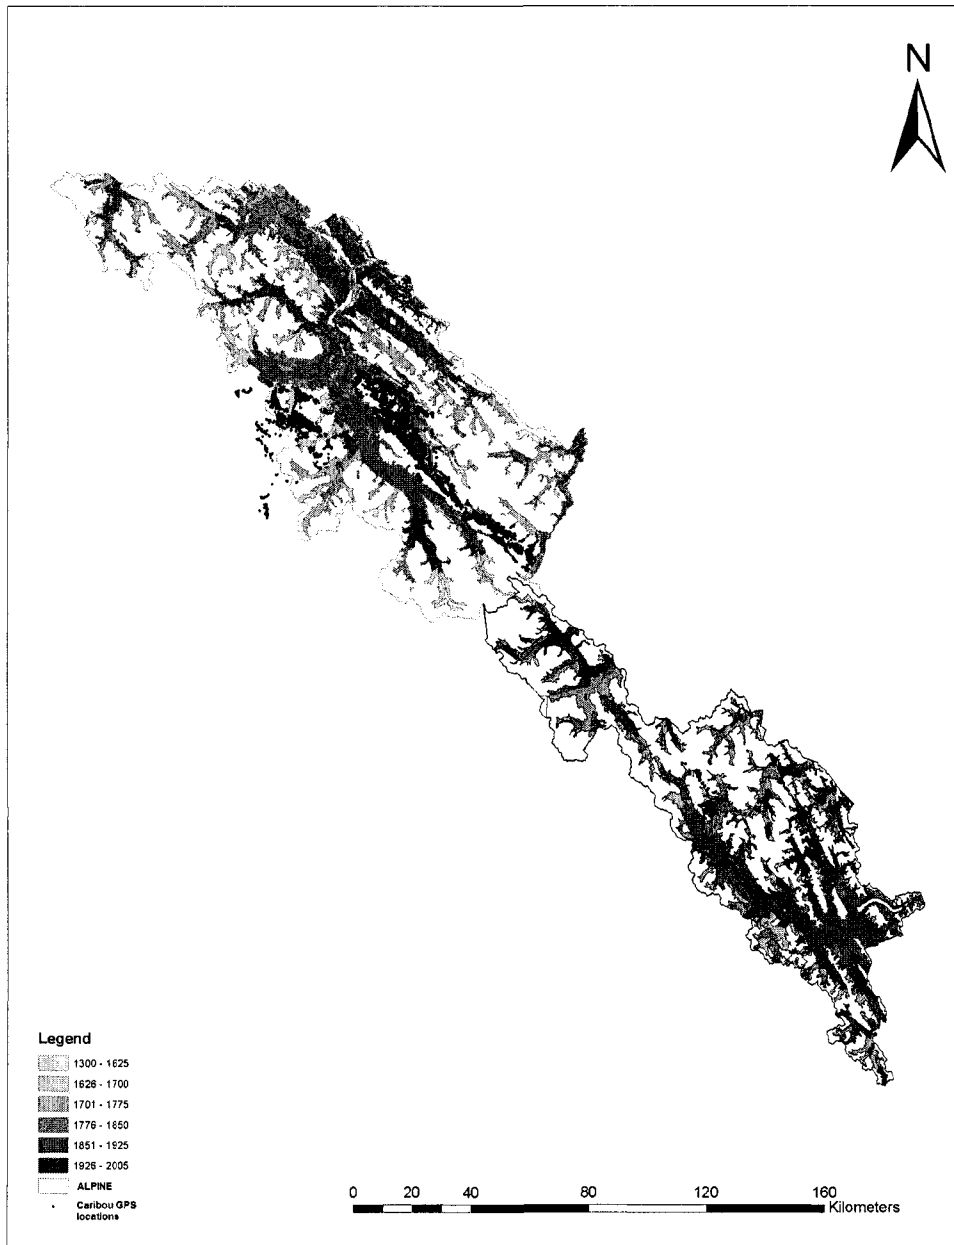 N
Legend
1300 - 1625
1626 - 1700
1701 - 1775
1776 - 1850
1851 - 1925
1926 - 2005
ALPINE
Caribou GPS
locations
0 40 80 120 160
Kilometers